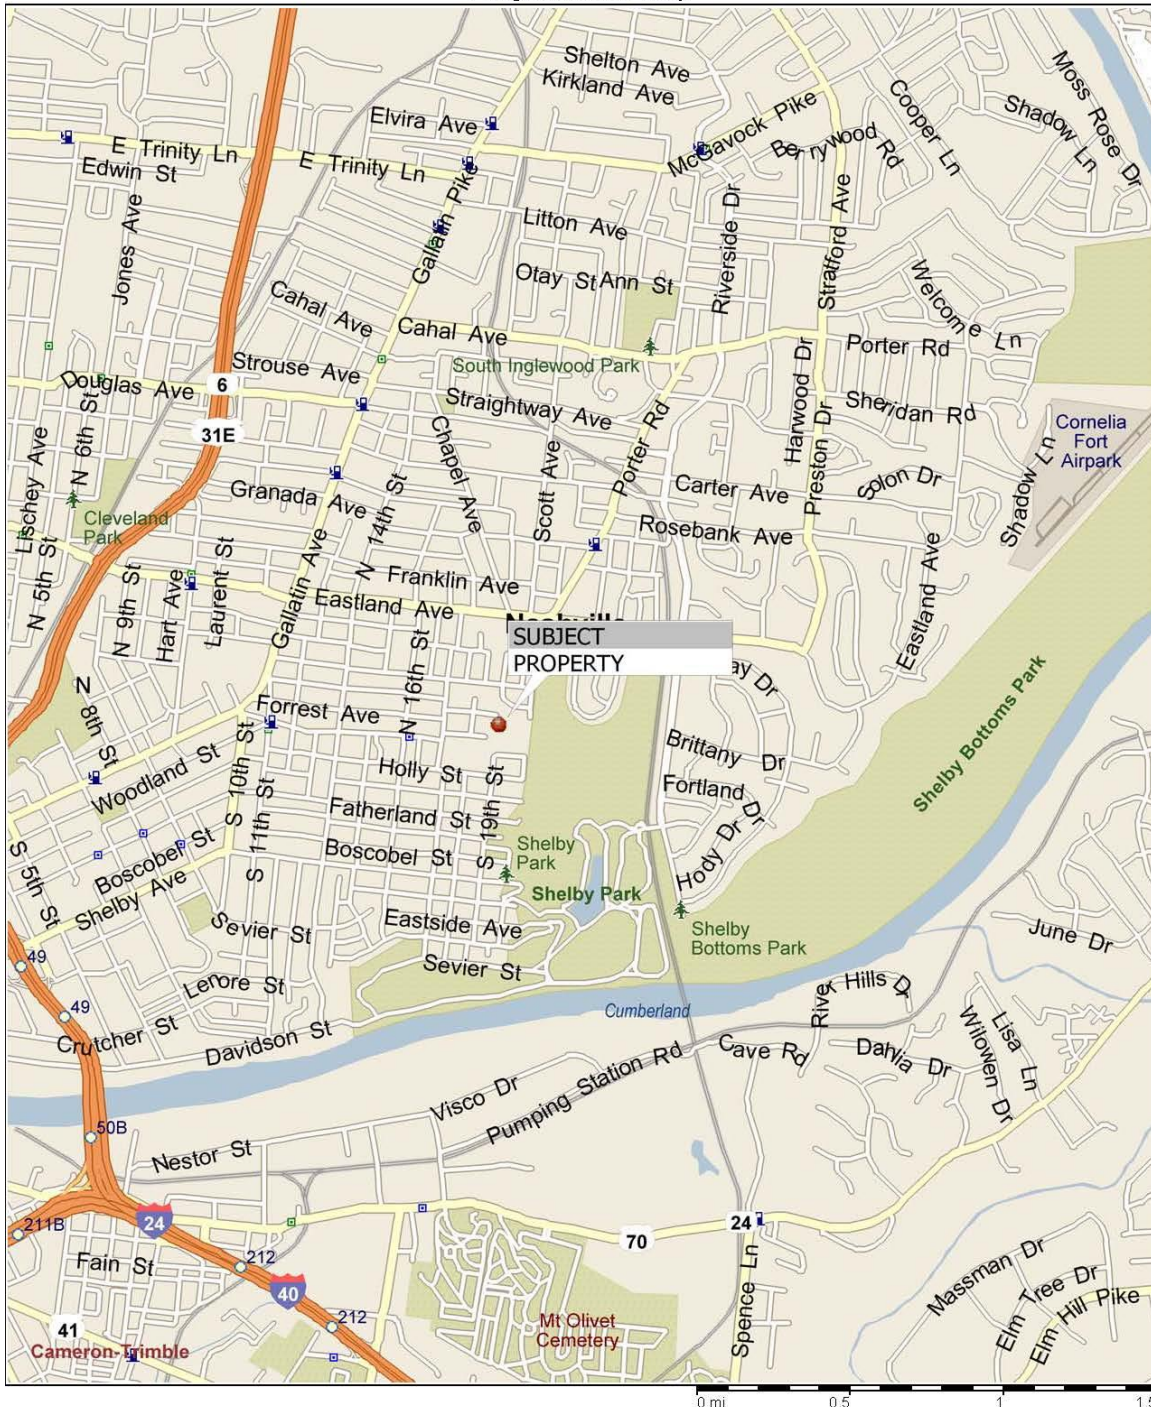 Shelton Ave
Kirkland Ave
Moss Rose Dr
Cooper Ln
Shadow Ln
McGavock Pike
Berrywood Rd
Elvira Ave
E Trinity Ln
E Trinity Ln
Edwin St
Gallatin Pike
Jones Ave
Litton Ave
Riverside Dr
Stratford Ave
Otay St
Ann St
Welcome Ln
Cahal Ave
Cahal Ave
Porter Rd
South Inglewood Park
Strouse Ave
Douglas Ave
6
31E
Straightway Ave
Harwood Dr
Sheridan Rd
Preston Dr
Porter Rd
Cornelia
Fort
Airpark
Shadow Ln
Lischey Ave
N 6th St
Chapel Ave
Scott Ave
N 14th St
Granada Ave
Carter Ave
Solon Dr
Cleveland
Park
Rosebank Ave
N 5th St
N 9th St
Hart Ave
Laurent St
Gallatin Ave
Franklin Ave
Eastland Ave
Eastland Ave
SUBJECT
PROPERTY
N 16th St
N 8th St
Forrest Ave
Brittany Dr
Shelby Bottoms Park
Woodland St
S 10th St
S 11th St
Holly St
S 19th St
Fortland Dr
Fatherland St
Hody Dr
Boscobel St
Boscobel St
Shelby
Park
Shelby Park
S 5th St
Shelby Ave
Sevier St
Eastside Ave
Shelby
Bottoms Park
June Dr
Sevier St
49
Lenore St
River Hills Dr
49
Cumberland
Crutcher St
Davidson St
Cave Rd
Dahlia Dr
Wilowen Dr
Lisa Ln
Visco Dr
Pumping Station Rd
50B
Nestor St
211B
24
70
24
Fain St
212
40
212
Spence Ln
Massman Dr
Elm Tree Dr
Elm Hill Pike
41
Cameron-Trimble
Mt Olivet
Cemetery
0 mi 0.5 1 1.5